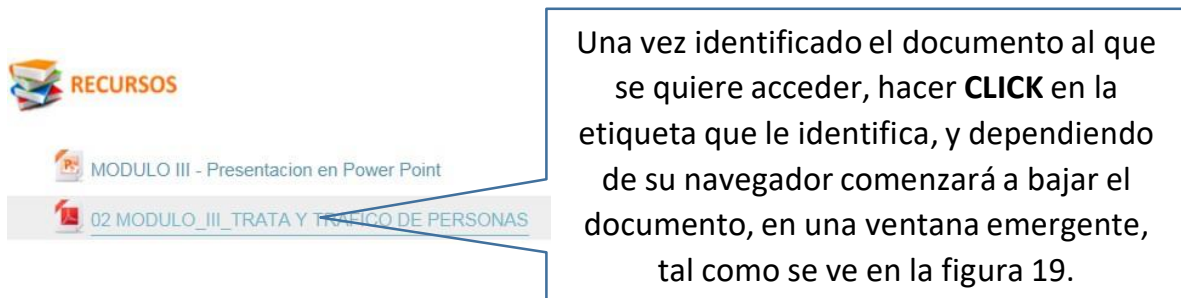 RECURSOS
MODULO III - Presentacion en Power Point
02 MODULO_III_TRATA Y TRAFICO DE PERSONAS
Una vez identificado el documento al que
se quiere acceder, hacer CLICK en la
etiqueta que le identifica, y dependiendo
de su navegador comenzará a bajar el
documento, en una ventana emergente,
tal como se ve en la figura 19.